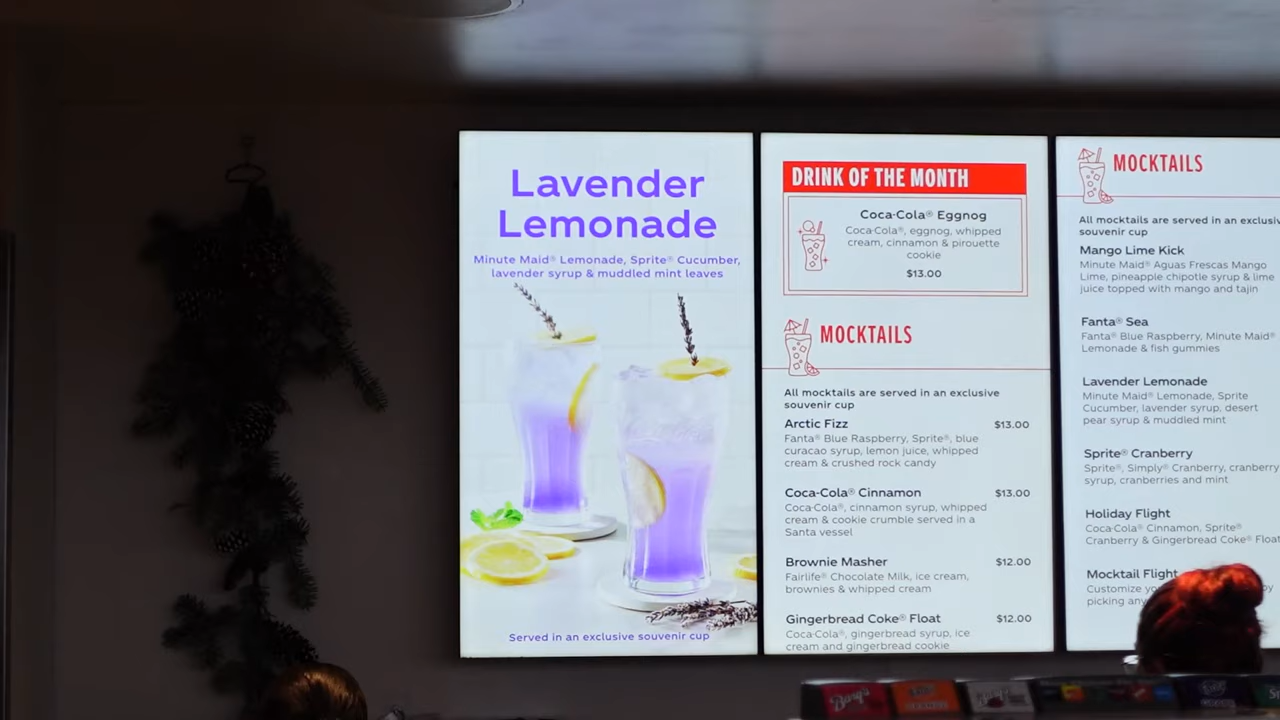 Lavender
Lemonade
Minute Maid® Lemonade, Sprite® Cucumber,
lavender syrup & muddled mint leaves
Served in an exclusive souvenir cup
DRINK OF THE MONTH
Coca-Cola® Eggnog
Coca-Cola®, eggnog, whipped
cream, cinnamon & pirouette
cookie
$13.00
MOCKTAILS
All mocktails are served in an exclusive
souvenir cup
Arctic Fizz $13.00
Fanta® Blue Raspberry, Sprite®, blue
curacao syrup, lemon juice, whipped
cream & crushed rock candy
Coca-Cola® Cinnamon $13.00
Coca-Cola®, cinnamon syrup, whipped
cream & cookie crumble served in a
Santa vessel
Brownie Masher $12.00
Fairlife® Chocolate Milk, ice cream,
brownies & whipped cream
Gingerbread Coke® Float $12.00
Coca-Cola®, gingerbread syrup, ice
cream and gingerbread cookie
MOCKTAILS
All mocktails are served in an exclusiv
souvenir cup
Mango Lime Kick
Minute Maid® Aguas Frescas Mango
Lime, pineapple chipotle syrup & lime
juice topped with mango and tajin
Fanta® Sea
Fanta® Blue Raspberry, Minute Maid®
Lemonade & fish gummies
Lavender Lemonade
Minute Maid® Lemonade, Sprite
Cucumber, lavender syrup, desert
pear syrup & muddled mint
Sprite® Cranberry
Sprite®, Simply® Cranberry, cranberry
syrup, cranberries and mint
Holiday Flight
Coca-Cola® Cinnamon, Sprite®
Cranberry & Gingerbread Coke® Float
Mocktail Flight
Customize yo by
picking any
Barq's